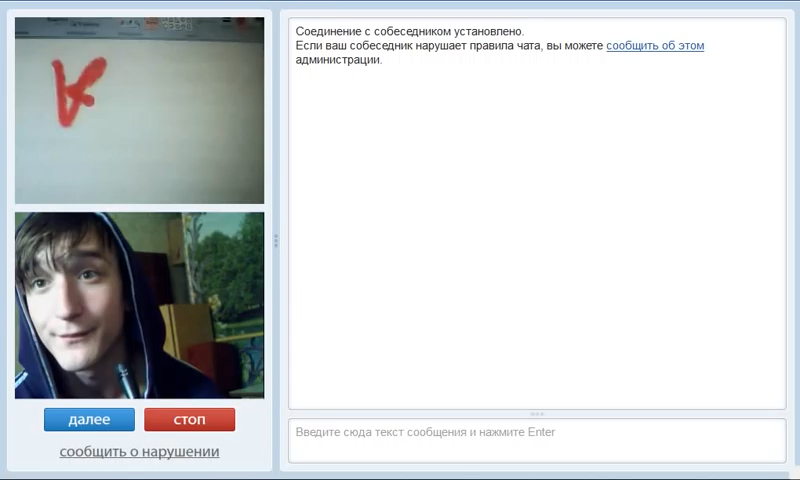 Соединение с собеседником установлено.
Если ваш собеседник нарушает правила чата, вы можете сообщить об этом
администрации.
далее
стоп
сообщить о нарушении
Введите сюда текст сообщения и нажмите Enter